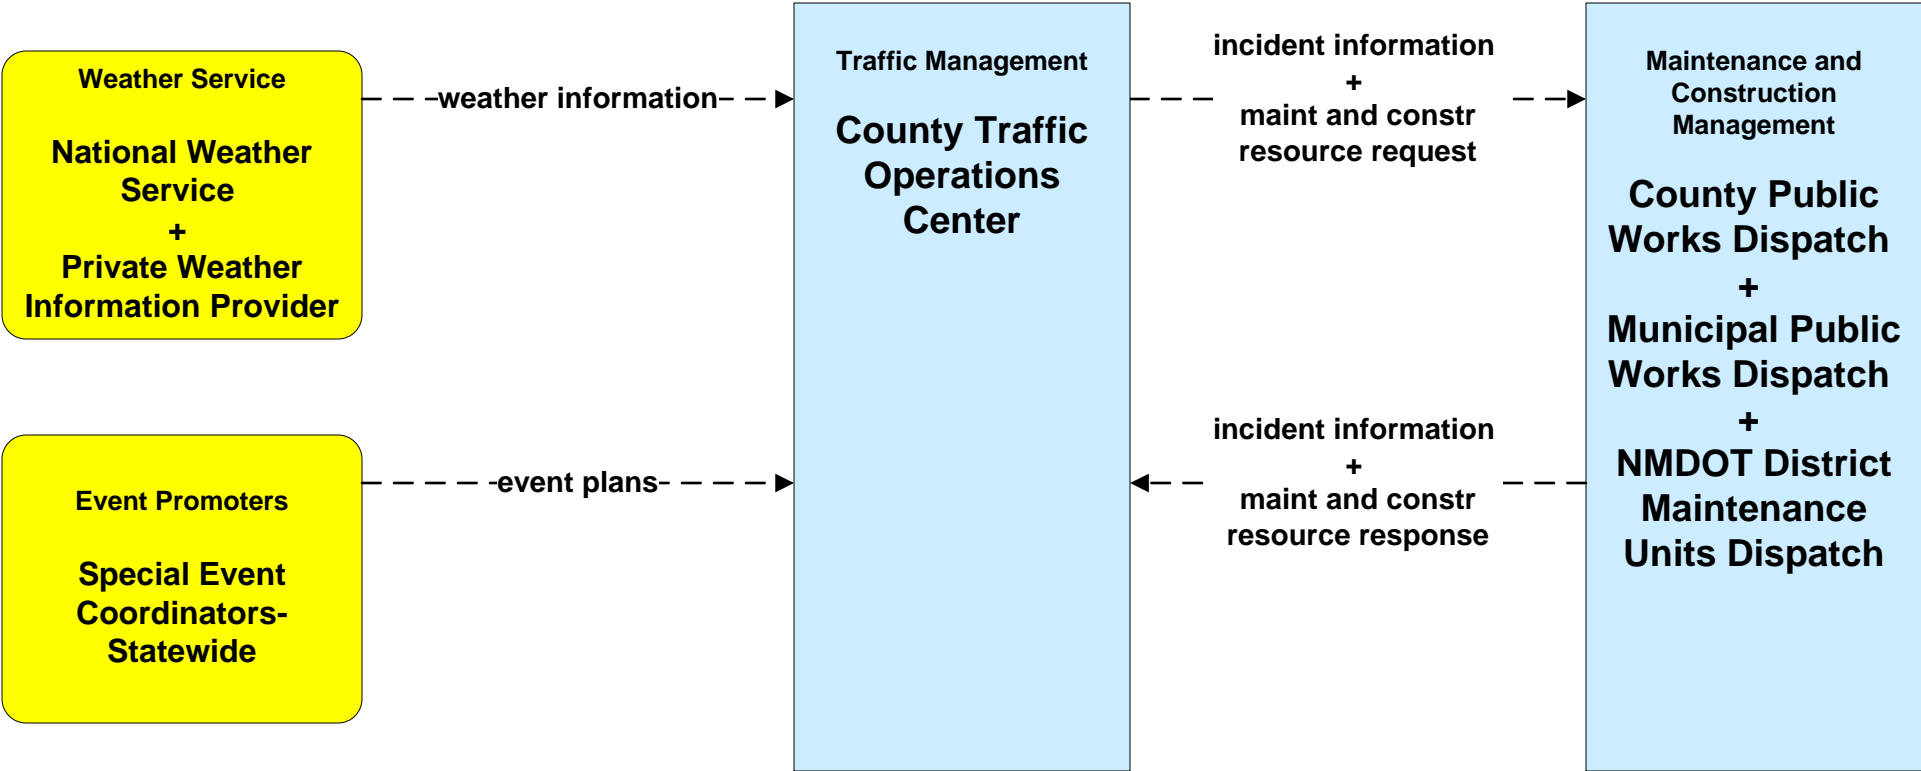 Weather Service
National Weather
Service
+
Private Weather
Information Provider
weather information
Event Promoters
Special Event
Coordinators-
Statewide
event plans
Traffic Management
County Traffic
Operations
Center
incident information
+
maint and constr
resource request
incident information
+
maint and constr
resource response
Maintenance and
Construction
Management
County Public
Works Dispatch
+
Municipal Public
Works Dispatch
+
NMDOT District
Maintenance
Units Dispatch